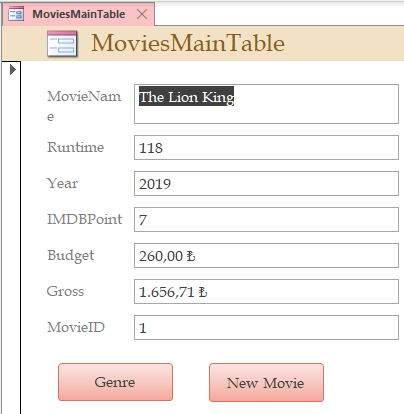 MoviesMainTable
MoviesMainTable
MovieNam
e
The Lion King
Runtime
118
Year
2019
IMDBPoint
7
Budget
260,00 ₺
Gross
1.656,71 ₺
MovieID
1
Genre
New Movie